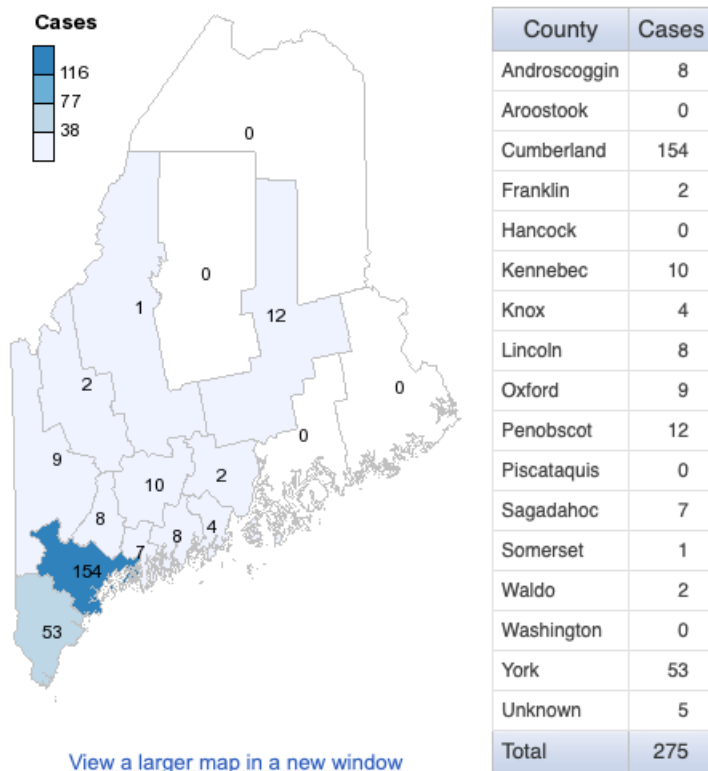 Cases
116
77
38
0
0
1
12
2
0
0
9
10
2
8
4
8
7
154
53
View a larger map in a new window
County Cases
Androscoggin 8
Aroostook 0
Cumberland 154
Franklin 2
Hancock 0
Kennebec 10
Knox 4
Lincoln 8
Oxford 9
Penobscot 12
Piscataquis 0
Sagadahoc 7
Somerset 1
Waldo 2
Washington 0
York 53
Unknown 5
Total 275